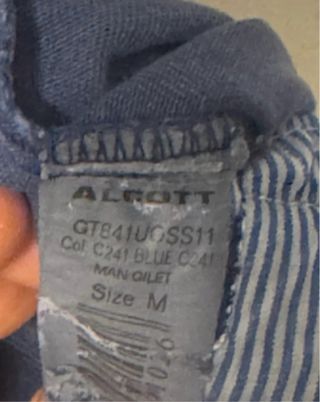 ALCOTT
GT841UOSS11
Col. C241 BLUE C241
MAN GILET
Size M